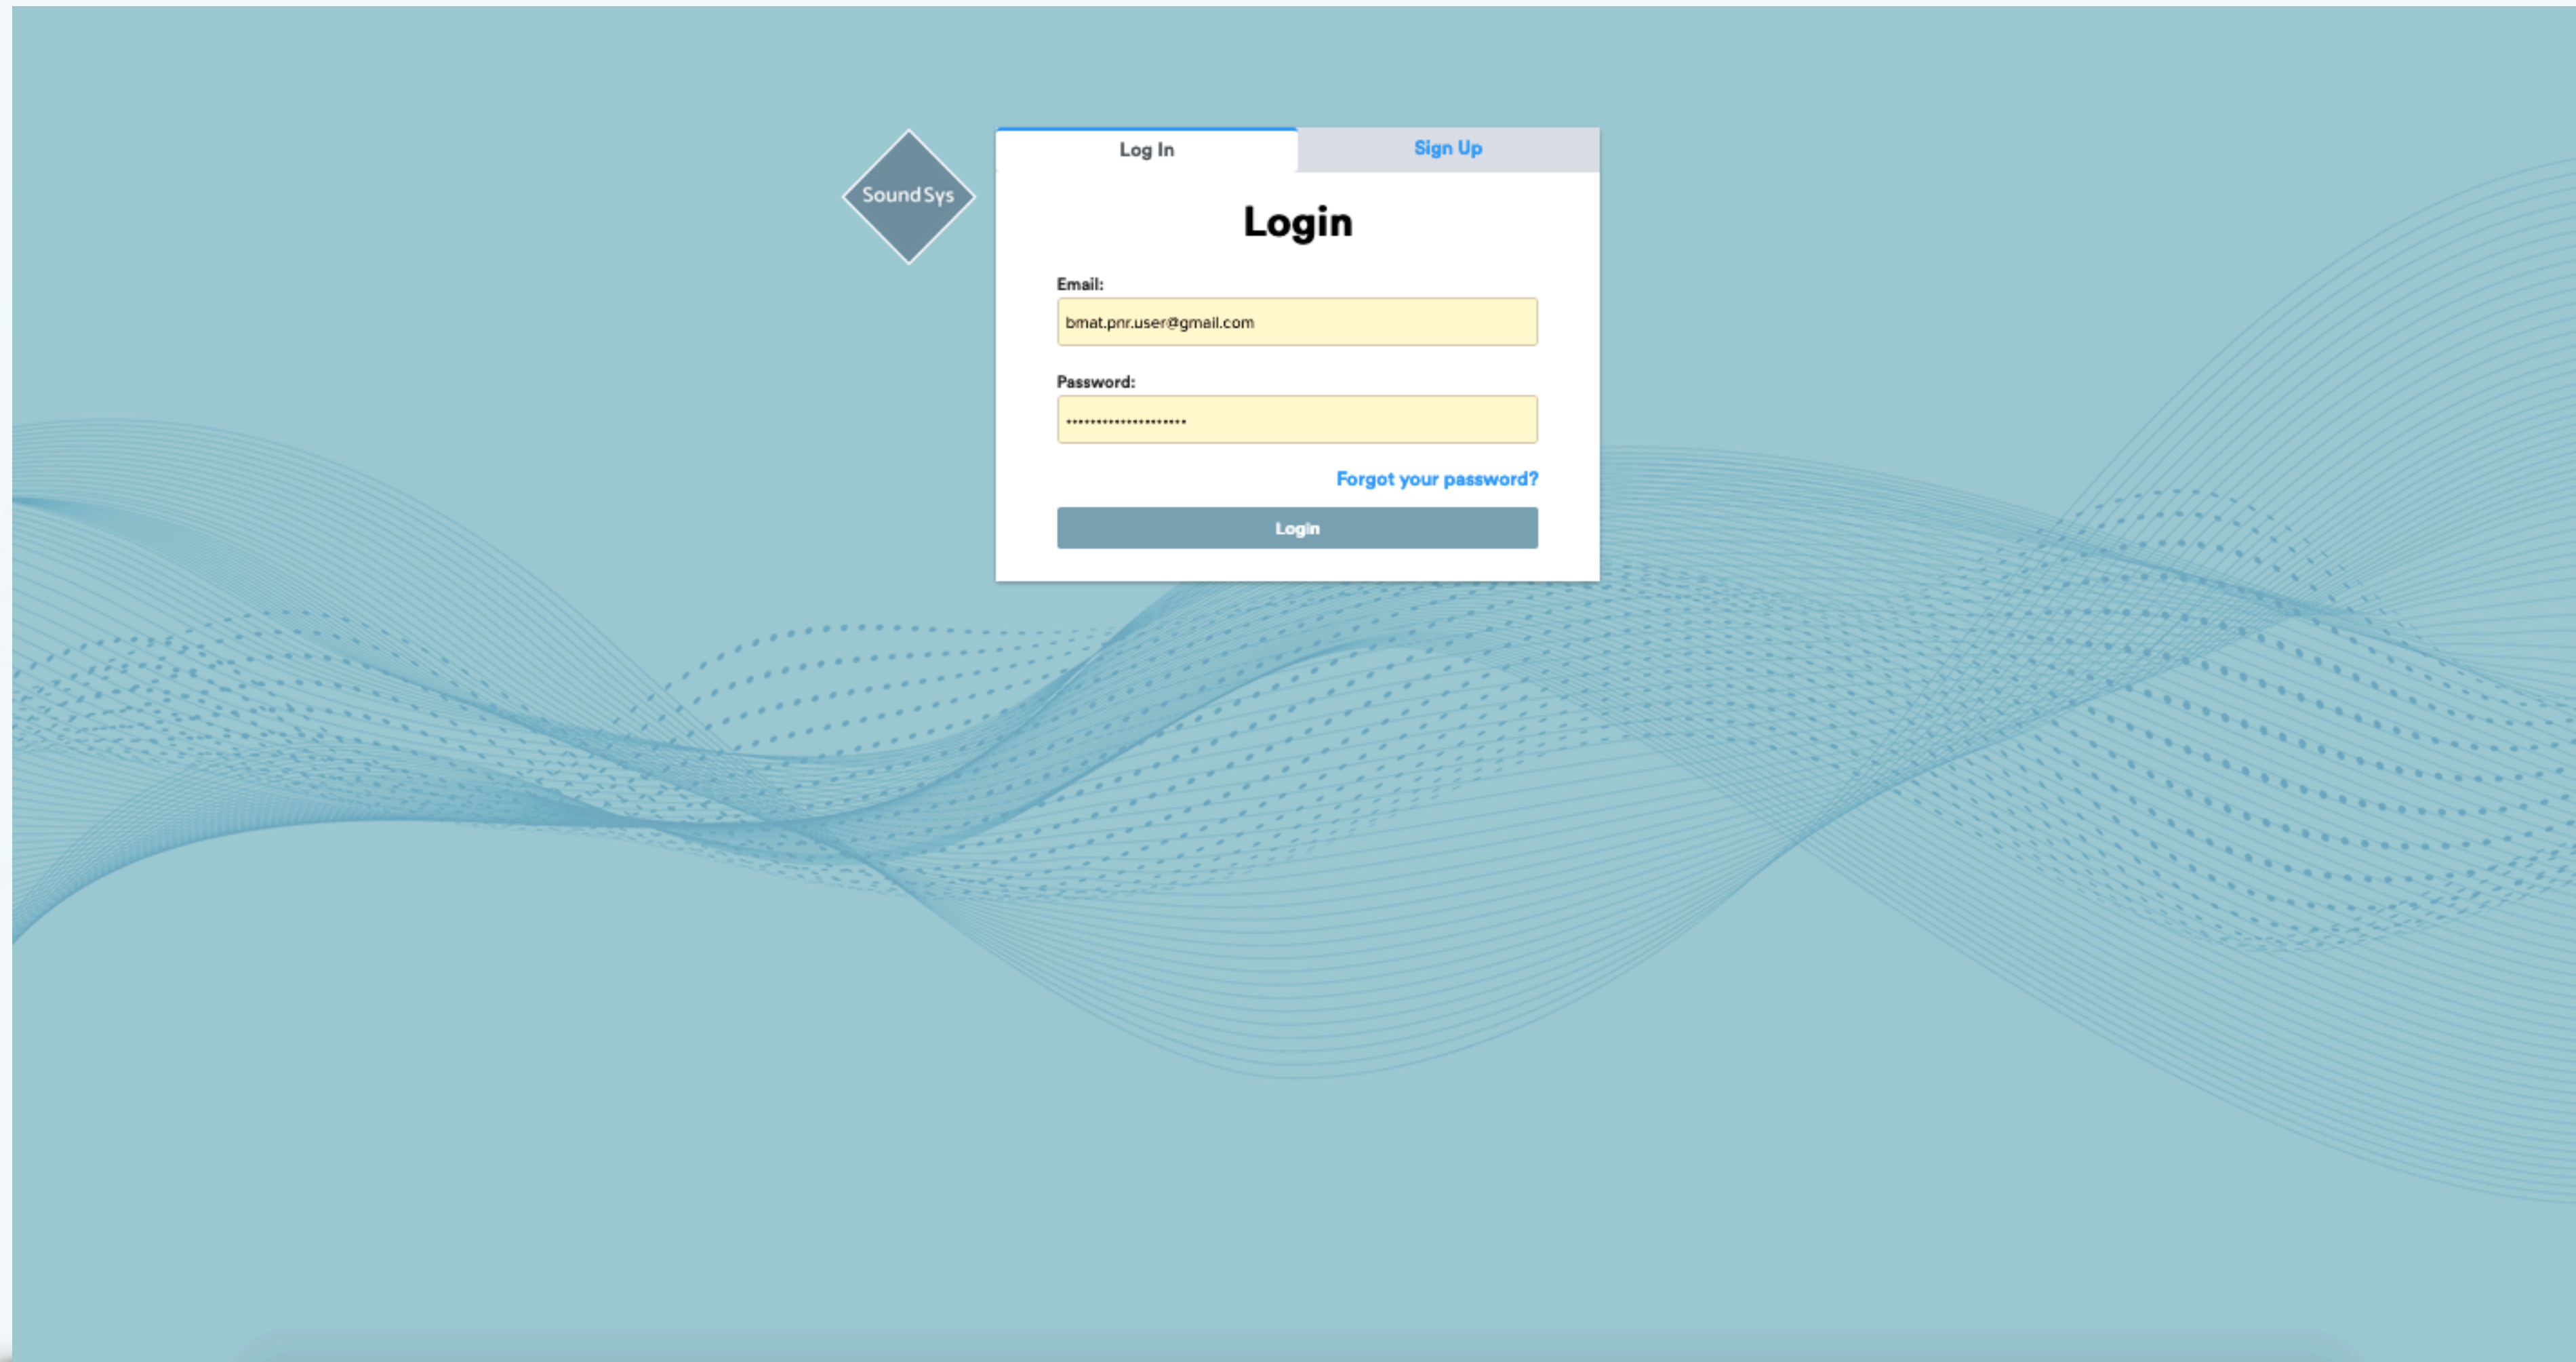 SoundSys
Log In
Sign Up
Login
Email:
bmat.pnr.user@gmail.com
Password:
********************
Forgot your password?
Login